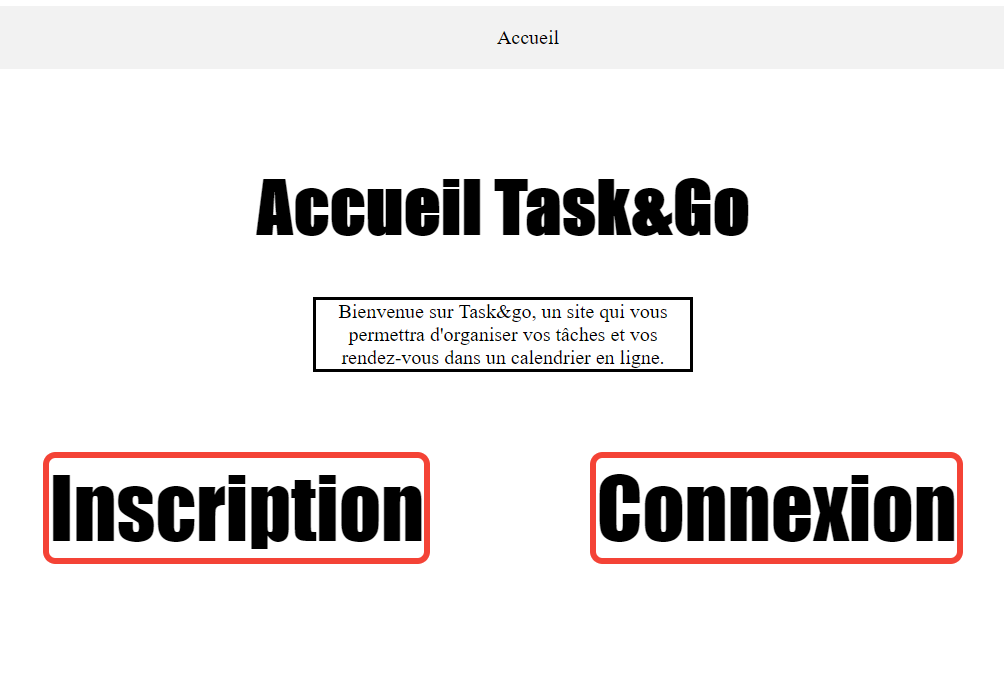 Accueil
Accueil Task&Go
Bienvenue sur Task&go, un site qui vous
permettra d'organiser vos tâches et vos
rendez-vous dans un calendrier en ligne.
Inscription
Connexion